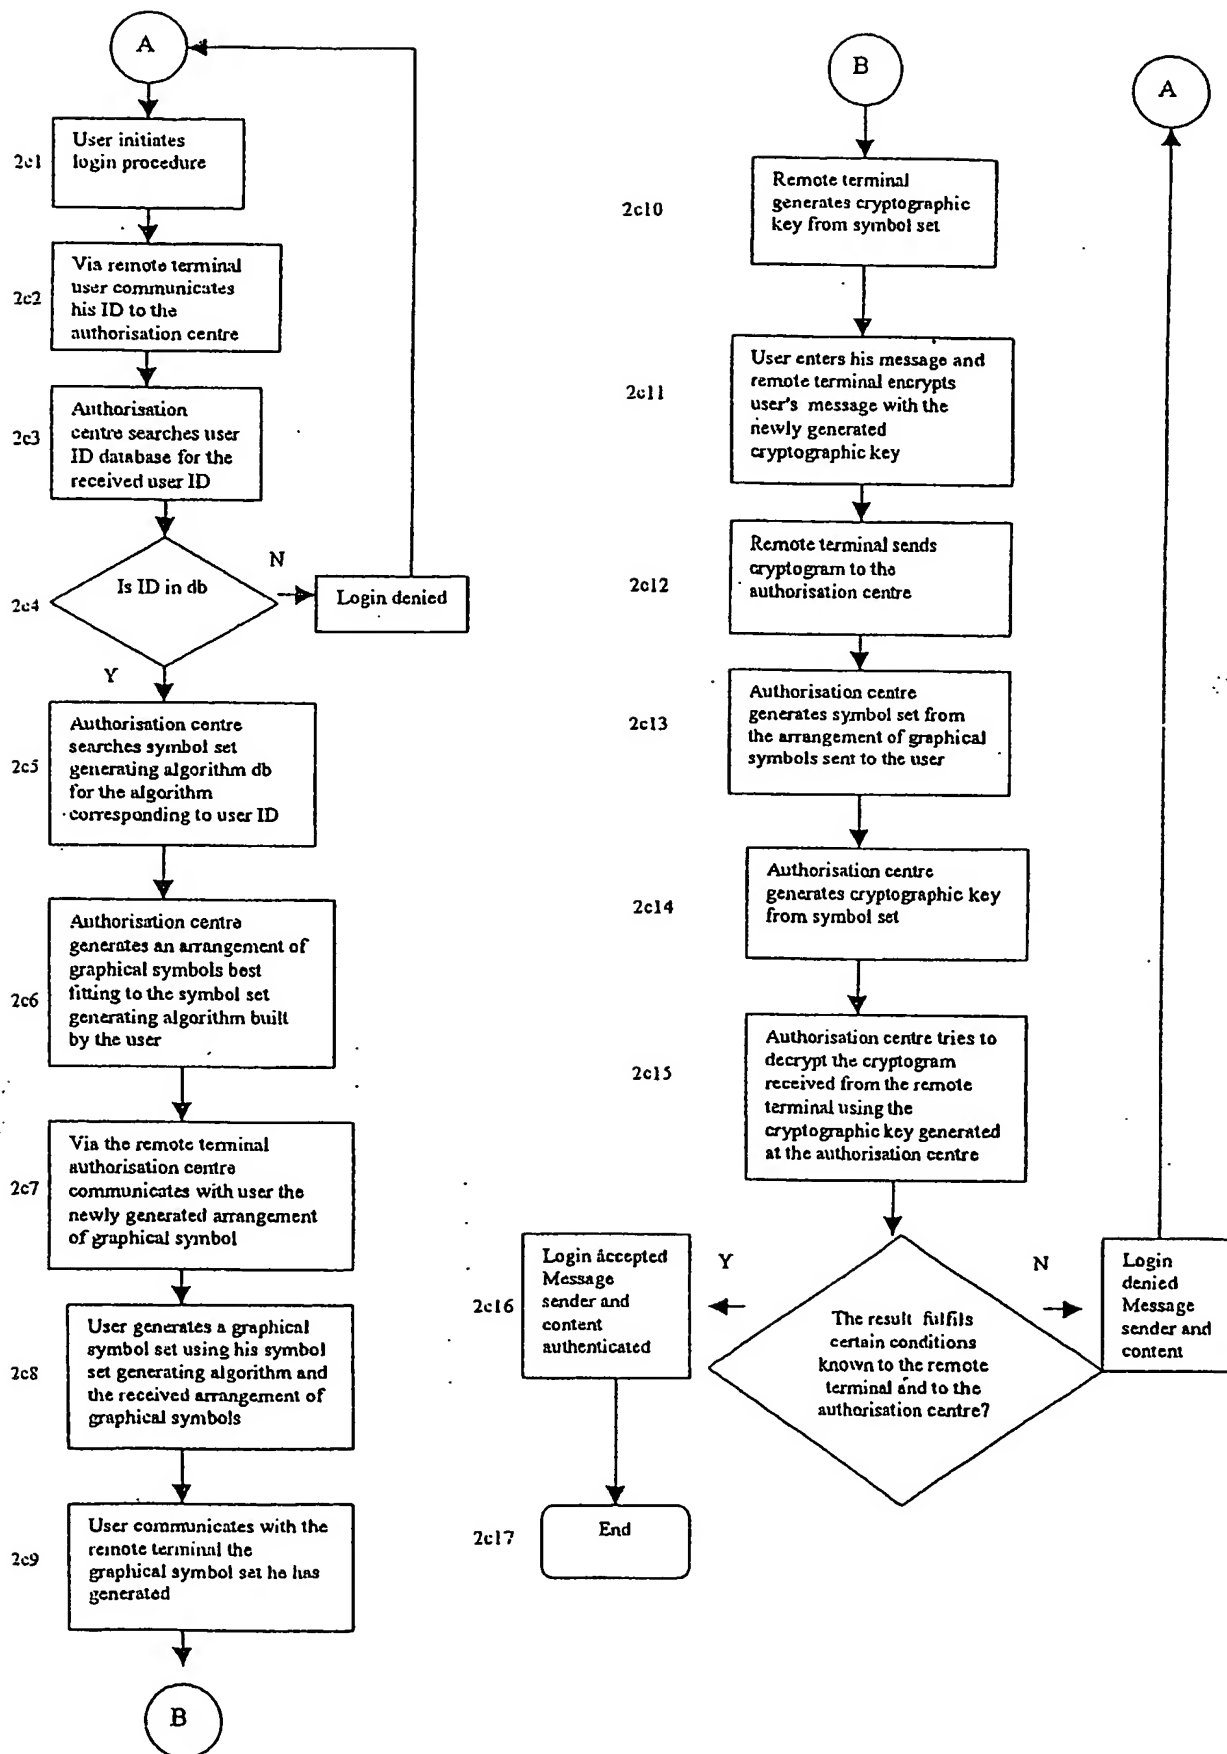 A
2c1
User initiates
login procedure
2c2
Via remote terminal
user communicates
his ID to the
authorisation centre
2c3
Authorisation
centre searches user
ID database for the
received user ID
2c4
Is ID in db
N
Login denied
Y
2c5
Authorisation centre
searches symbol set
generating algorithm db
for the algorithm
corresponding to user ID
2c6
Authorisation centre
generates an arrangement of
graphical symbols best
fitting to the symbol set
generating algorithm built
by the user
2c7
Via the remote terminal
authorisation centre
communicates with user the
newly generated arrangement
of graphical symbol
2c8
User generates a graphical
symbol set using his symbol
set generating algorithm and
the received arrangement of
graphical symbols
2c9
User communicates with the
remote terminal the
graphical symbol set he has
generated
B
B
2c10
Remote terminal
generates cryptographic
key from symbol set
2c11
User enters his message and
remote terminal encrypts
user's message with the
newly generated
cryptographic key
2c12
Remote terminal sends
cryptogram to the
authorisation centre
2c13
Authorisation centre
generates symbol set from
the arrangement of graphical
symbols sent to the user
2c14
Authorisation centre
generates cryptographic key
from symbol set
2c15
Authorisation centre tries to
decrypt the cryptogram
received from the remote
terminal using the
cryptographic key generated
at the authorisation centre
The result fulfils
certain conditions
known to the remote
terminal and to the
authorisation centre?
Y
2c16
Login accepted
Message
sender and
content
authenticated
2c17
End
N
Login
denied
Message
sender and
content
A